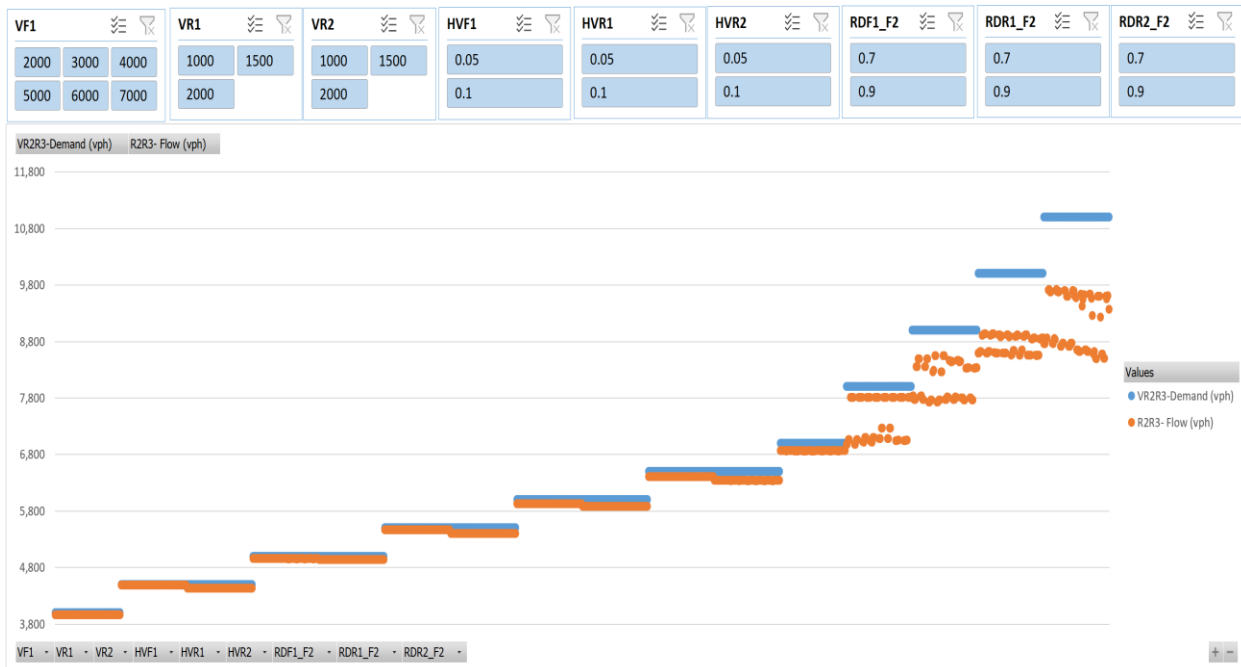 VF1 VR1 VR2 HVF1 HVR1 HVR2 RDF1_F2 RDR1_F2 RDR2_F2
2000 3000 4000 1000 1500 1000 1500 0.05 0.05 0.05 0.7 0.7 0.7
5000 6000 7000 2000 2000 0.1 0.1 0.1 0.9 0.9 0.9
VR2R3-Demand (vph) R2R3- Flow (vph)
11,800
10,800
9,800
8,800
7,800
6,800
5,800
4,800
3,800
Values
VR2R3-Demand (vph)
R2R3- Flow (vph)
VF1 VR1 VR2 HVF1 HVR1 HVR2 RDF1_F2 RDR1_F2 RDR2_F2